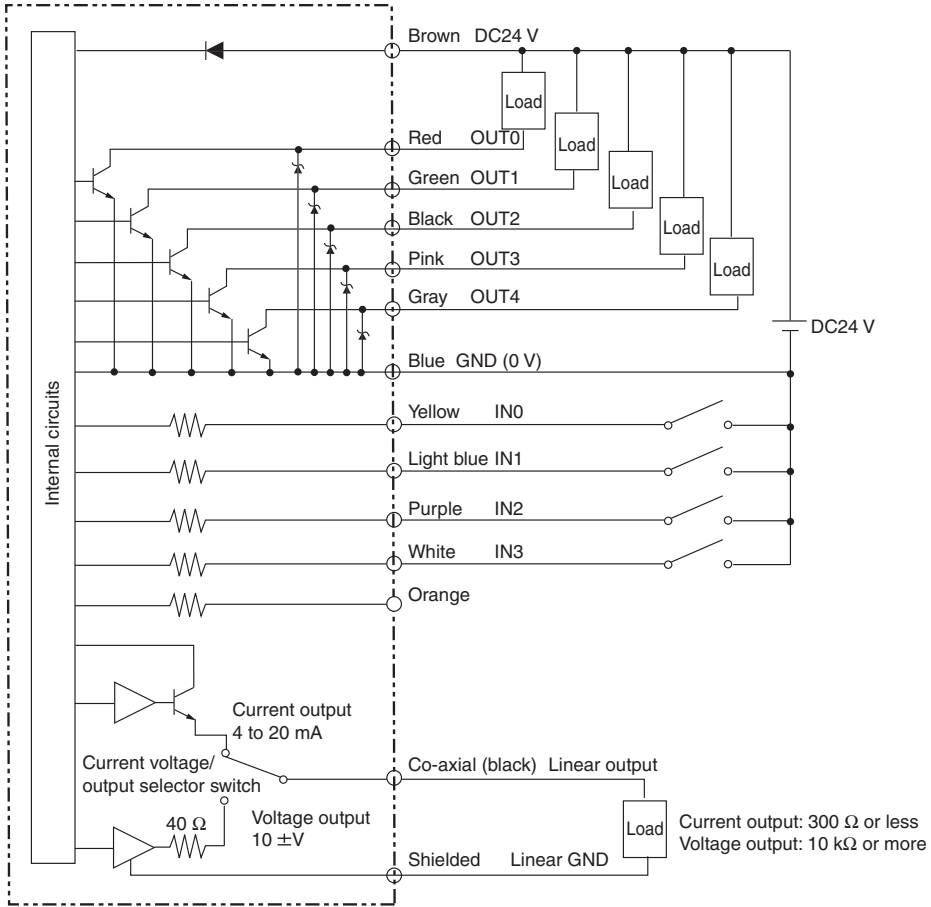 Brown DC24 V
Load
Load
Load
Load
Load
Red OUT0
Green OUT1
Black OUT2
Pink OUT3
Gray OUT4
DC24 V
Blue GND (0 V)
Internal circuits
Yellow IN0
Light blue IN1
Purple IN2
White IN3
Orange
Current output
4 to 20 mA
Current voltage/
output selector switch
Co-axial (black) Linear output
40 Ω
Voltage output
10 ±V
Load
Current output: 300 Ω or less
Voltage output: 10 kΩ or more
Shielded Linear GND